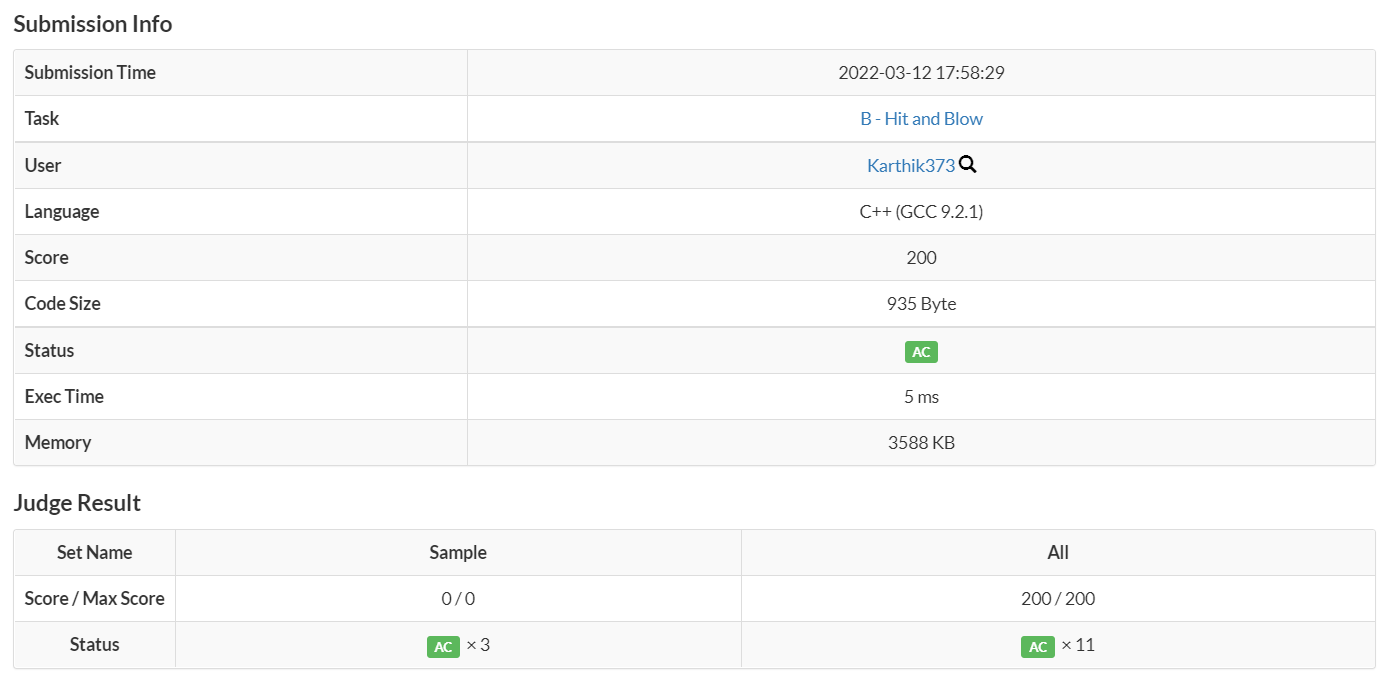 Submission Info
Submission Time 2022-03-12 17:58:29
Task B - Hit and Blow
User Karthik373
Language C++ (GCC 9.2.1)
Score 200
Code Size 935 Byte
Status AC
Exec Time 5 ms
Memory 3588 KB
Judge Result
Set Name Sample All
Score / Max Score 0 / 0 200 / 200
Status AC × 3 AC × 11